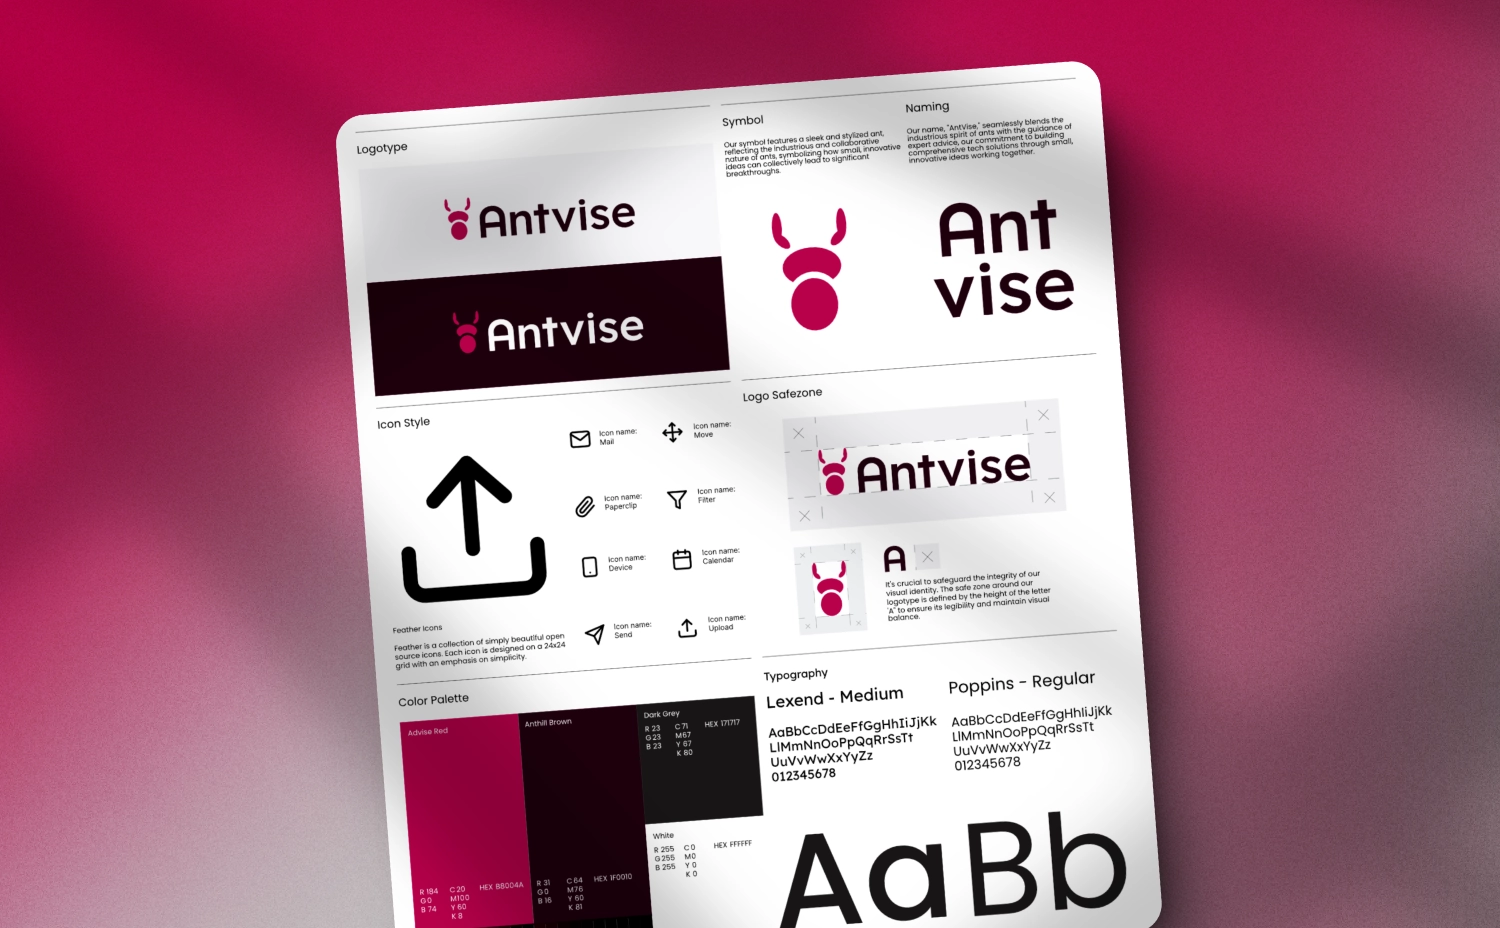 Logotype
Antvise
Antvise
Symbol
Our symbol features a sleek and stylized ant,
reflecting the industrious and collaborative
nature of ants, symbolizing how small, innovative
ideas can collectively lead to significant
breakthroughs.
Naming
Our name, "AntVise," seamlessly blends the
industrious spirit of ants with the guidance of
expert advice, our commitment to building
comprehensive tech solutions through small,
innovative ideas working together.
Ant
vise
Icon Style
Icon name:
Mail
Icon name:
Move
Icon name:
Paperclip
Icon name:
Filter
Icon name:
Device
Icon name:
Calendar
Icon name:
Send
Icon name:
Upload
Feather Icons
Feather is a collection of simply beautiful open
source icons. Each icon is designed on a 24x24
grid with an emphasis on simplicity.
Logo Safezone
Antvise
A
It's crucial to safeguard the integrity of our
visual identity. The safe zone around our
logotype is defined by the height of the letter
"A" to ensure its legibility and maintain visual
balance.
Color Palette
Advise Red
R 184 C 20 HEX B8004A
G 0 M100
B 74 Y 60
K 8
Anthill Brown
R 31 C 64 HEX 1F0010
G 0 M76
B 16 Y 60
K 81
Dark Grey
R 23 C 71 HEX 171717
G 23 M 67
B 23 Y 67
K 80
White
R 255 C 0 HEX FFFFFF
G 255 M0
B 255 Y 0
K 0
Typography
Lexend - Medium
AaBbCcDdEeFfGgHhIiJjKk
LlMmNnOoPpQqRrSsTt
UuVvWwXxYyZz
012345678
Poppins - Regular
AaBbCcDdEeFfGgHhIiJjKk
LlMmNnOoPpQqRrSsTt
UuVvWwXxYyZz
012345678
AaBb